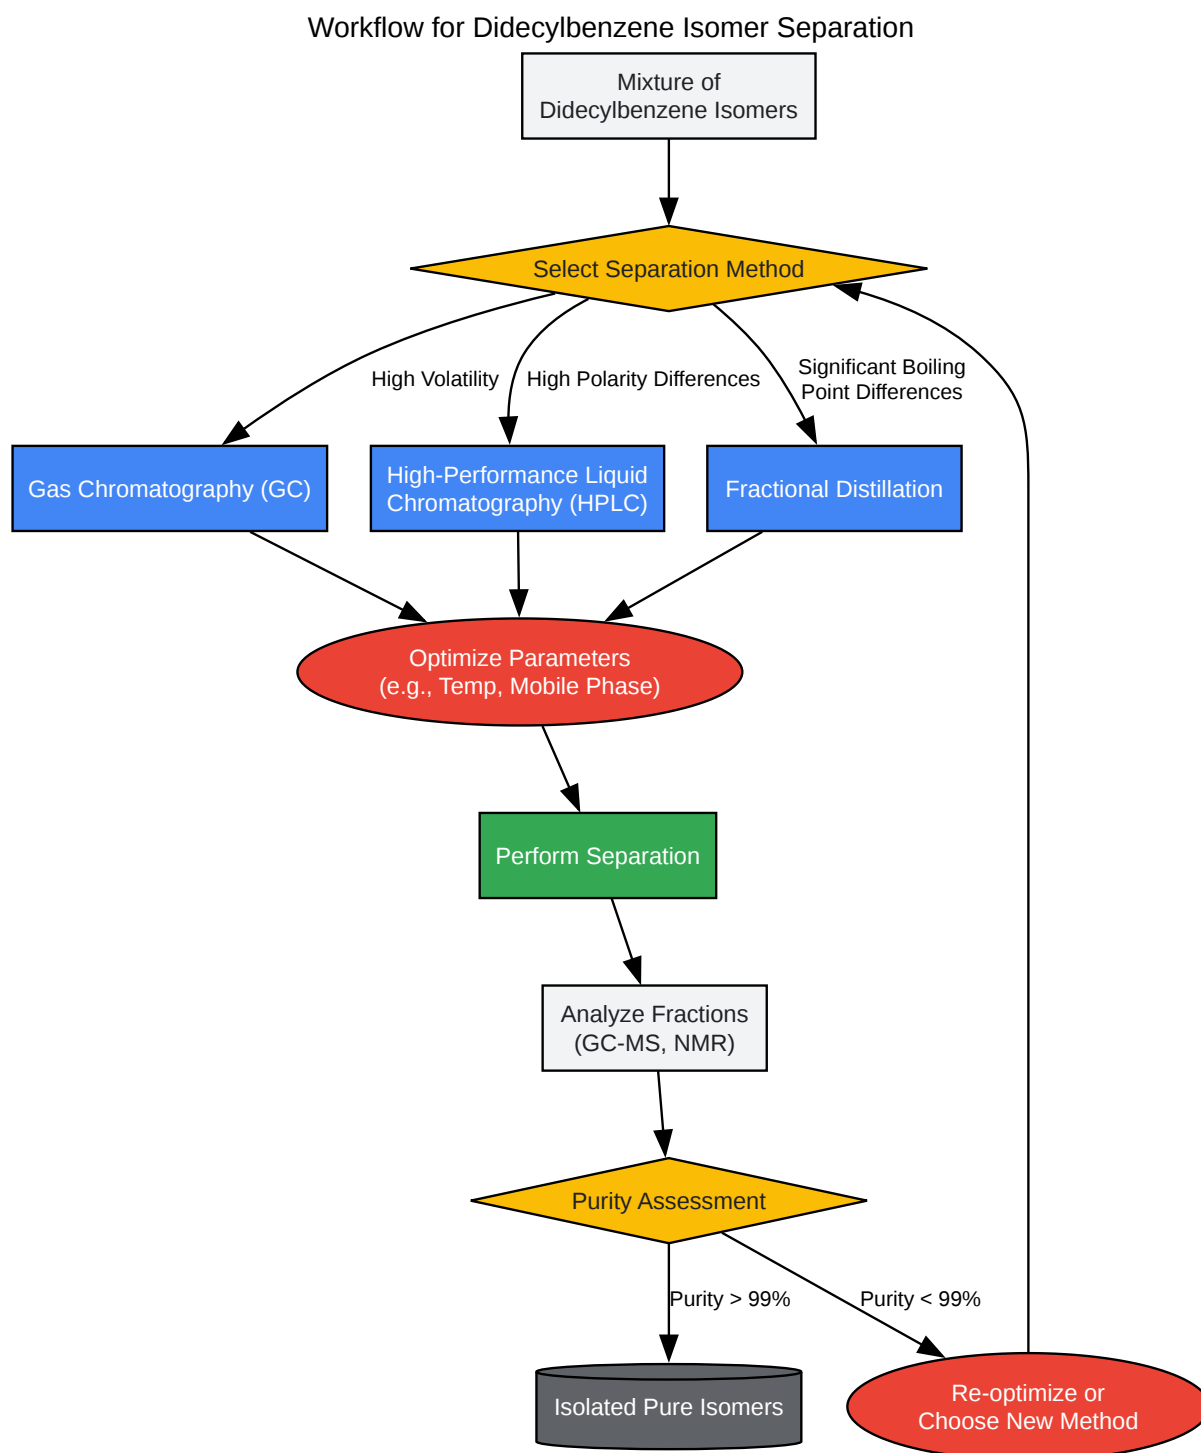 Workflow for Didecylbenzene Isomer Separation
Mixture of
Didecylbenzene Isomers
Select Separation Method
High Volatility
High Polarity Differences
Significant Boiling
Point Differences
Gas Chromatography (GC)
High-Performance Liquid
Chromatography (HPLC)
Fractional Distillation
Optimize Parameters
(e.g., Temp, Mobile Phase)
Perform Separation
Analyze Fractions
(GC-MS, NMR)
Purity Assessment
Purity > 99%
Purity < 99%
Isolated Pure Isomers
Re-optimize or
Choose New Method